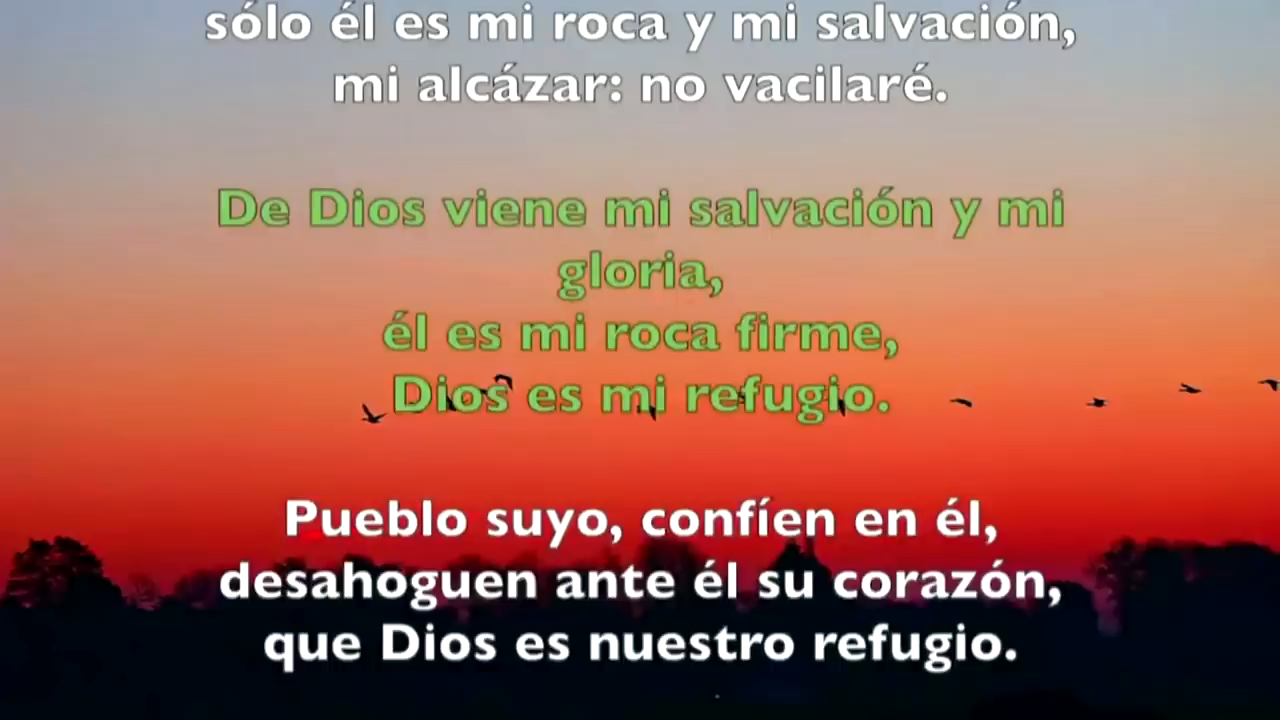 sólo él es mi roca y mi salvación,
mi alcázar: no vacilaré.
De Dios viene mi salvación y mi
gloria,
él es mi roca firme,
Dios es mi refugio.
Pueblo suyo, confíen en él,
desahoguen ante él su corazón,
que Dios es nuestro refugio.